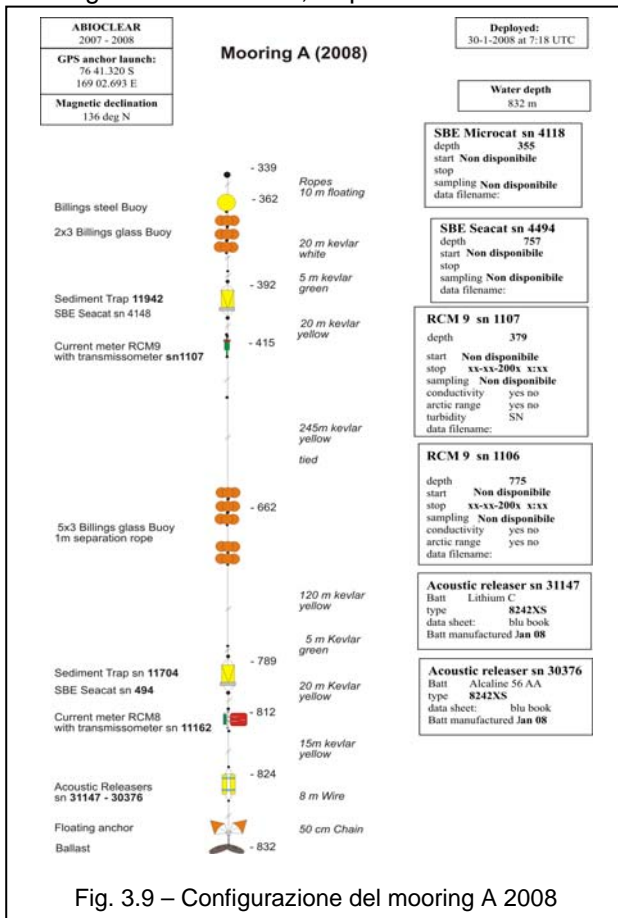 ABIOCLEAR
2007 - 2008
GPS anchor launch:
76 41.320 S
169 02.693 E
Magnetic declination
136 deg N
Mooring A (2008)
Deployed:
30-1-2008 at 7:18 UTC
Water depth
832 m
- 339
Ropes
10 m floating
- 362
Billings steel Buoy
2x3 Billings glass Buoy
20 m kevlar
white
5 m kevlar
green
- 392
Sediment Trap 11942
SBE Seacat sn 4148
20 m kevlar
yellow
Current meter RCM9
with transmissometer sn1107
- 415
245m kevlar
yellow
tied
- 662
5x3 Billings glass Buoy
1m separation rope
120 m kevlar
yellow
5 m Kevlar
green
- 789
Sediment Trap sn 11704
SBE Seacat sn 494
20 m Kevlar
yellow
- 812
Current meter RCM8
with transmissometer sn 11162
15m kevlar
yellow
- 824
Acoustic Releasers
sn 31147 - 30376
8 m Wire
Floating anchor
50 cm Chain
Ballast
- 832
SBE Microcat sn 4118
depth 355
start Non disponibile
stop
sampling Non disponibile
data filename:
SBE Seacat sn 4494
depth 757
start Non disponibile
stop
sampling Non disponibile
data filename:
RCM 9 sn 1107
depth 379
start Non disponibile
stop xx-xx-200x x:xx
sampling Non disponibile
conductivity yes no
arctic range yes no
turbidity SN
data filename:
RCM 9 sn 1106
depth 775
start Non disponibile
stop xx-xx-200x x:xx
sampling Non disponibile
conductivity yes no
arctic range yes no
data filename:
Acoustic releaser sn 31147
Batt Lithium C
type 8242XS
data sheet: blu book
Batt manufactured Jan 08
Acoustic releaser sn 30376
Batt Alcaline 56 AA
type 8242XS
data sheet: blu book
Batt manufactured Jan 08
Fig. 3.9 – Configurazione del mooring A 2008